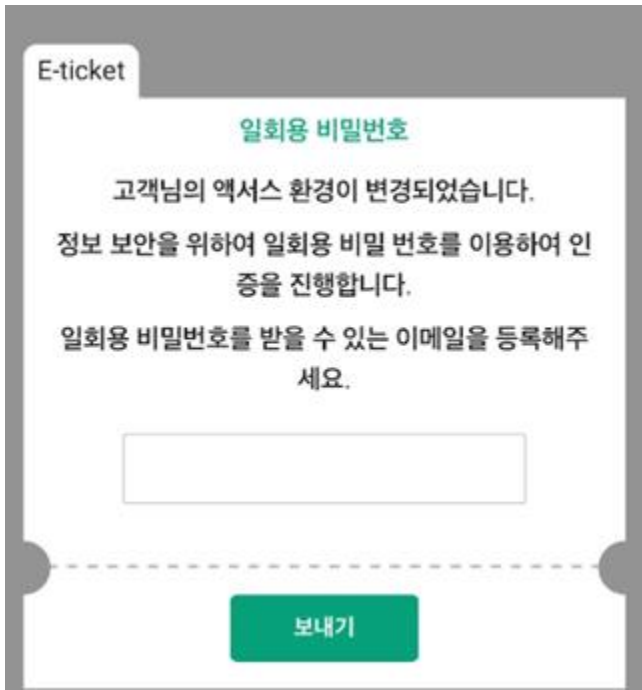 E-ticket
일회용 비밀번호
고객님의 액서스 환경이 변경되었습니다.
정보 보안을 위하여 일회용 비밀 번호를 이용하여 인
증을 진행합니다.
일회용 비밀번호를 받을 수 있는 이메일을 등록해주
세요.
보내기